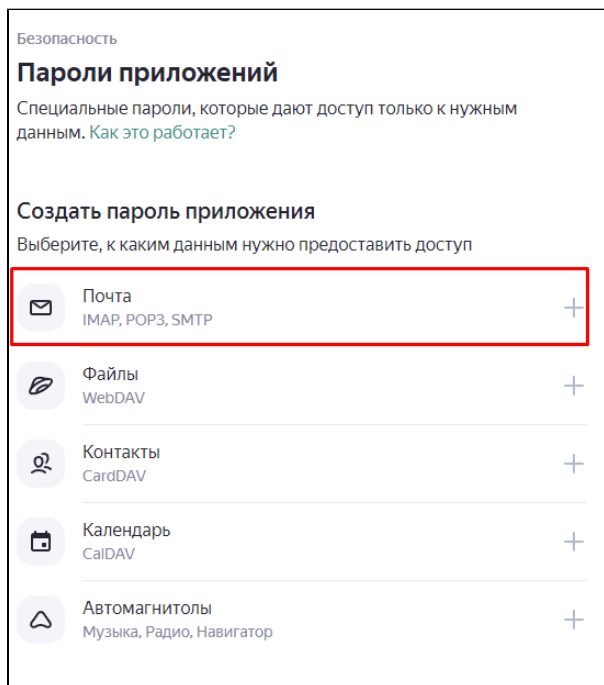 Безопасность
Пароли приложений
Специальные пароли, которые дают доступ только к нужным
данным. Как это работает?
Создать пароль приложения
Выберите, к каким данным нужно предоставить доступ
Почта
IMAP, POP3, SMTP
Файлы
WebDAV
Контакты
CardDAV
Календарь
CalDAV
Автомагнитолы
Музыка, Радио, Навигатор